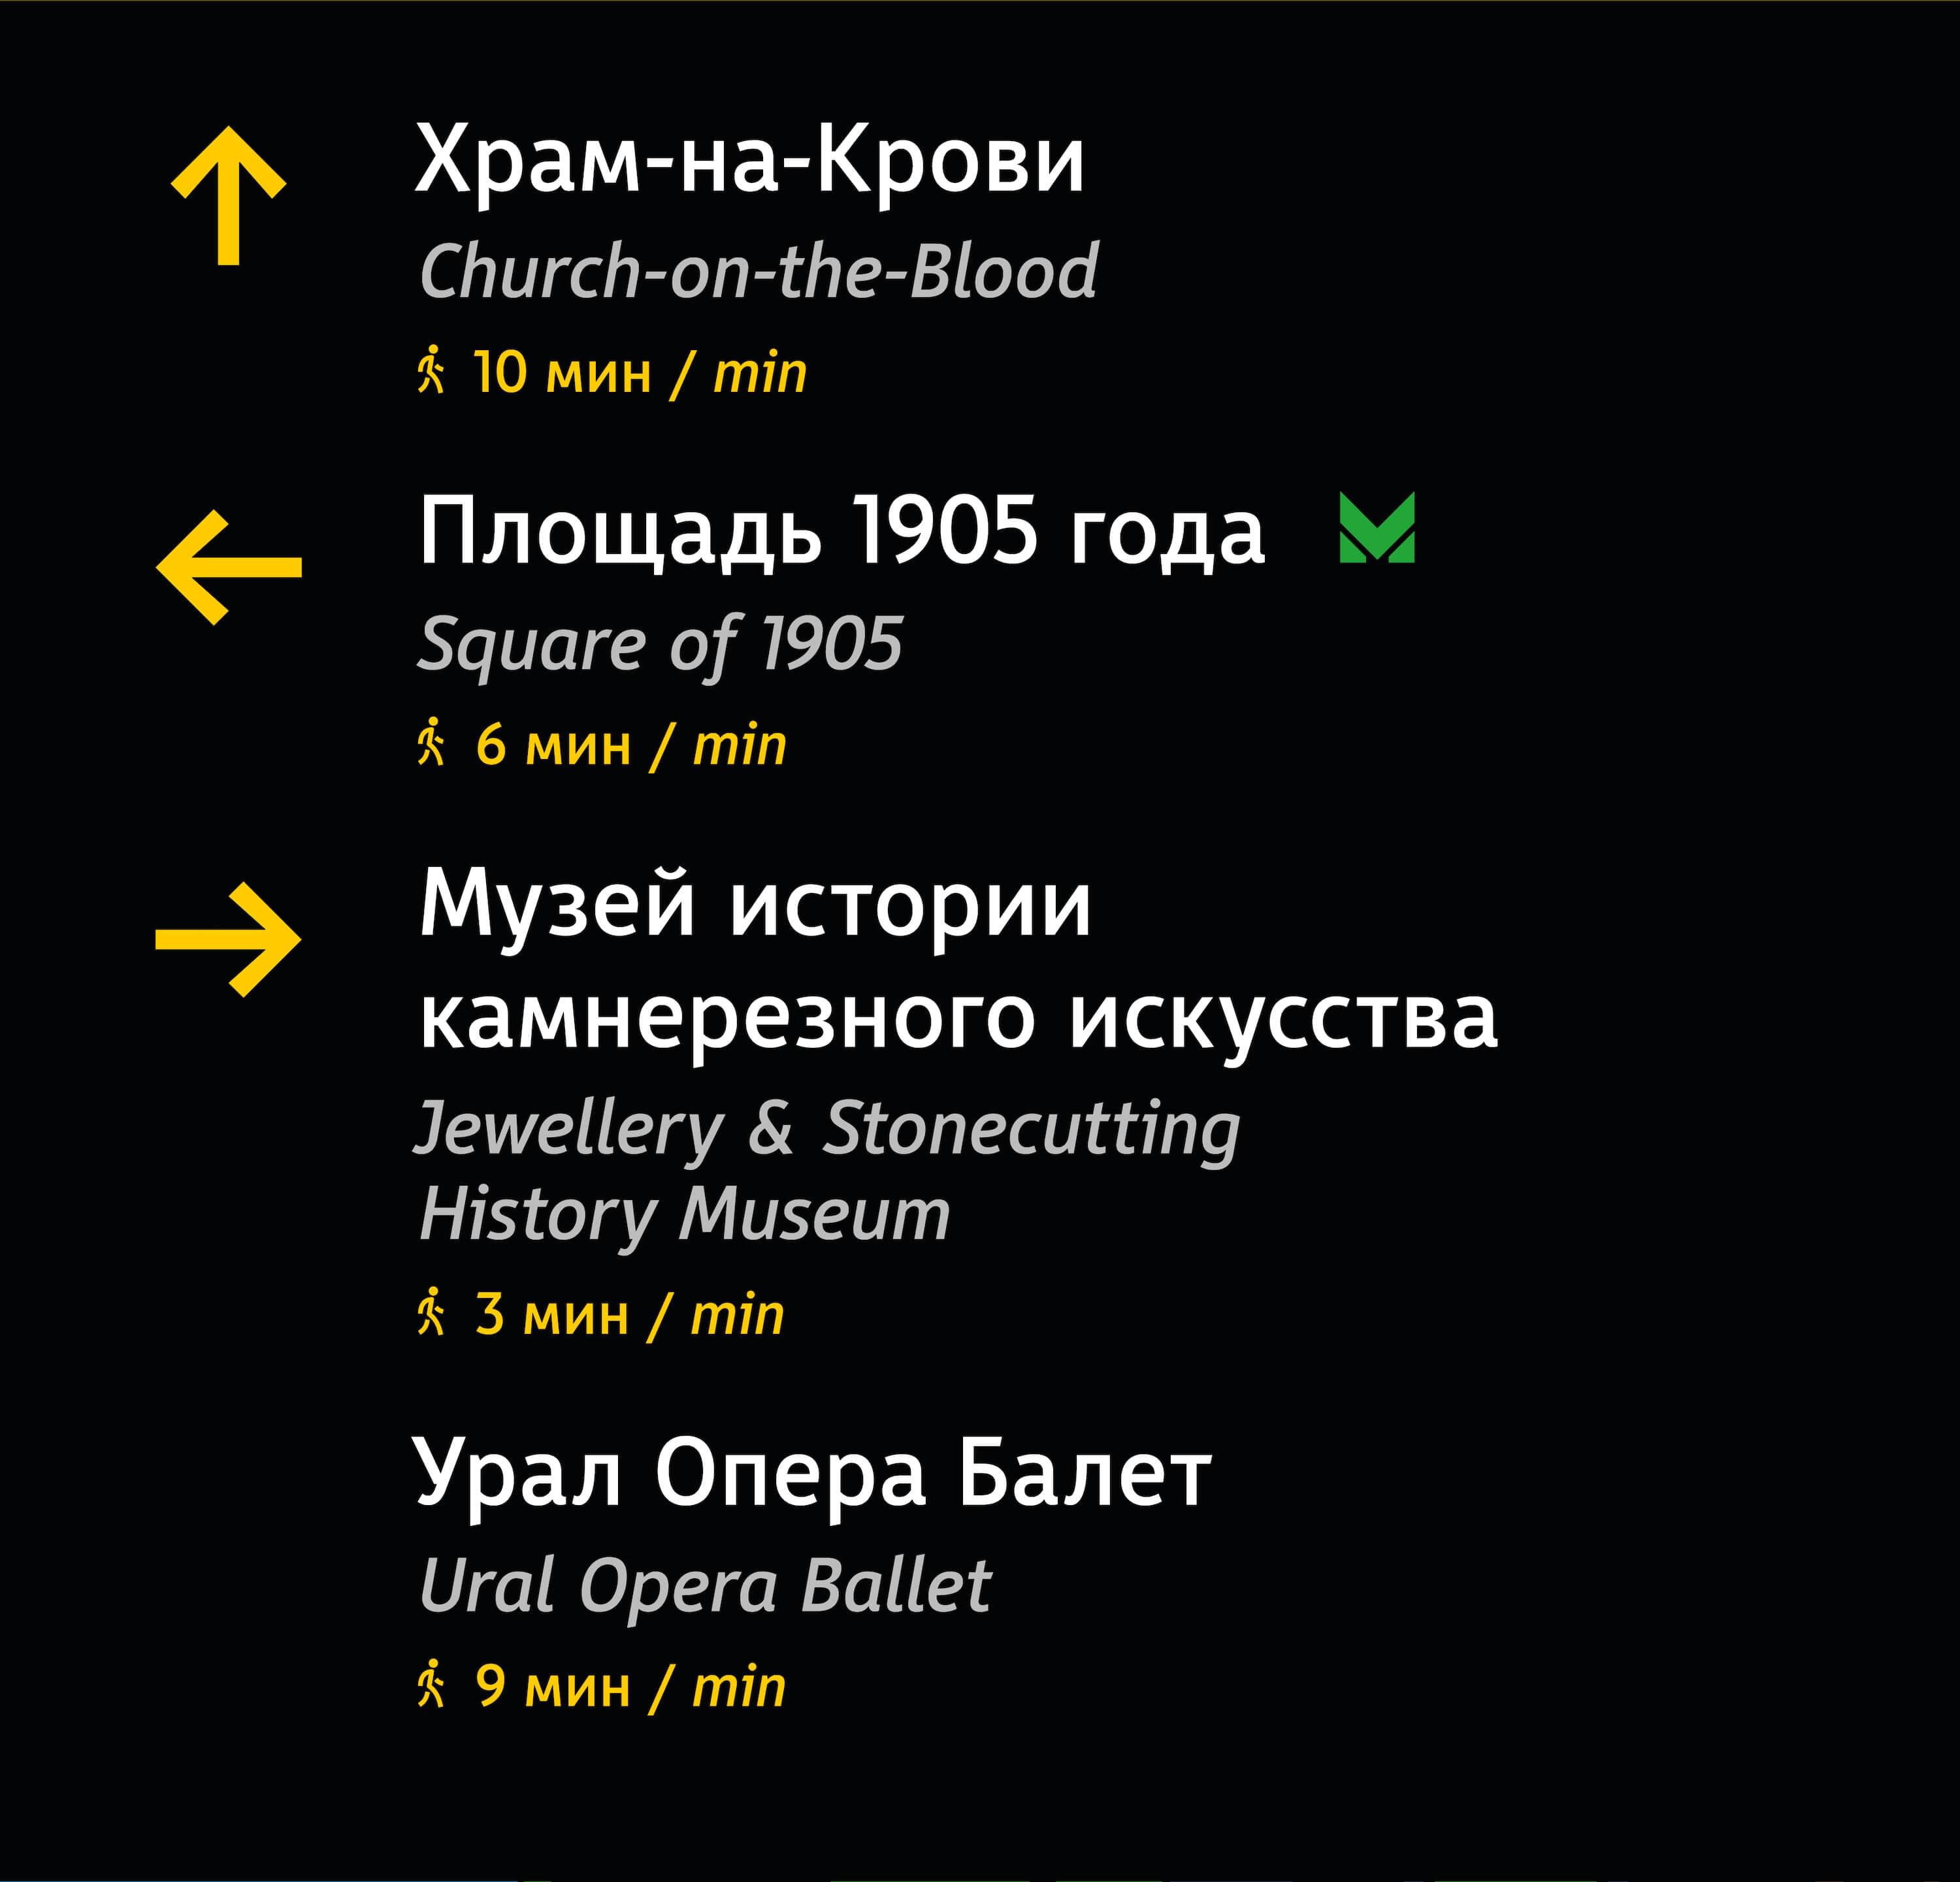 Храм-на-Крови
Church-on-the-Blood
10 мин / min
Площадь 1905 года
Square of 1905
6 мин / min
Музей истории
камнерезного искусства
Jewellery & Stonecutting
History Museum
3 мин / min
Урал Опера Балет
Ural Opera Ballet
9 мин / min